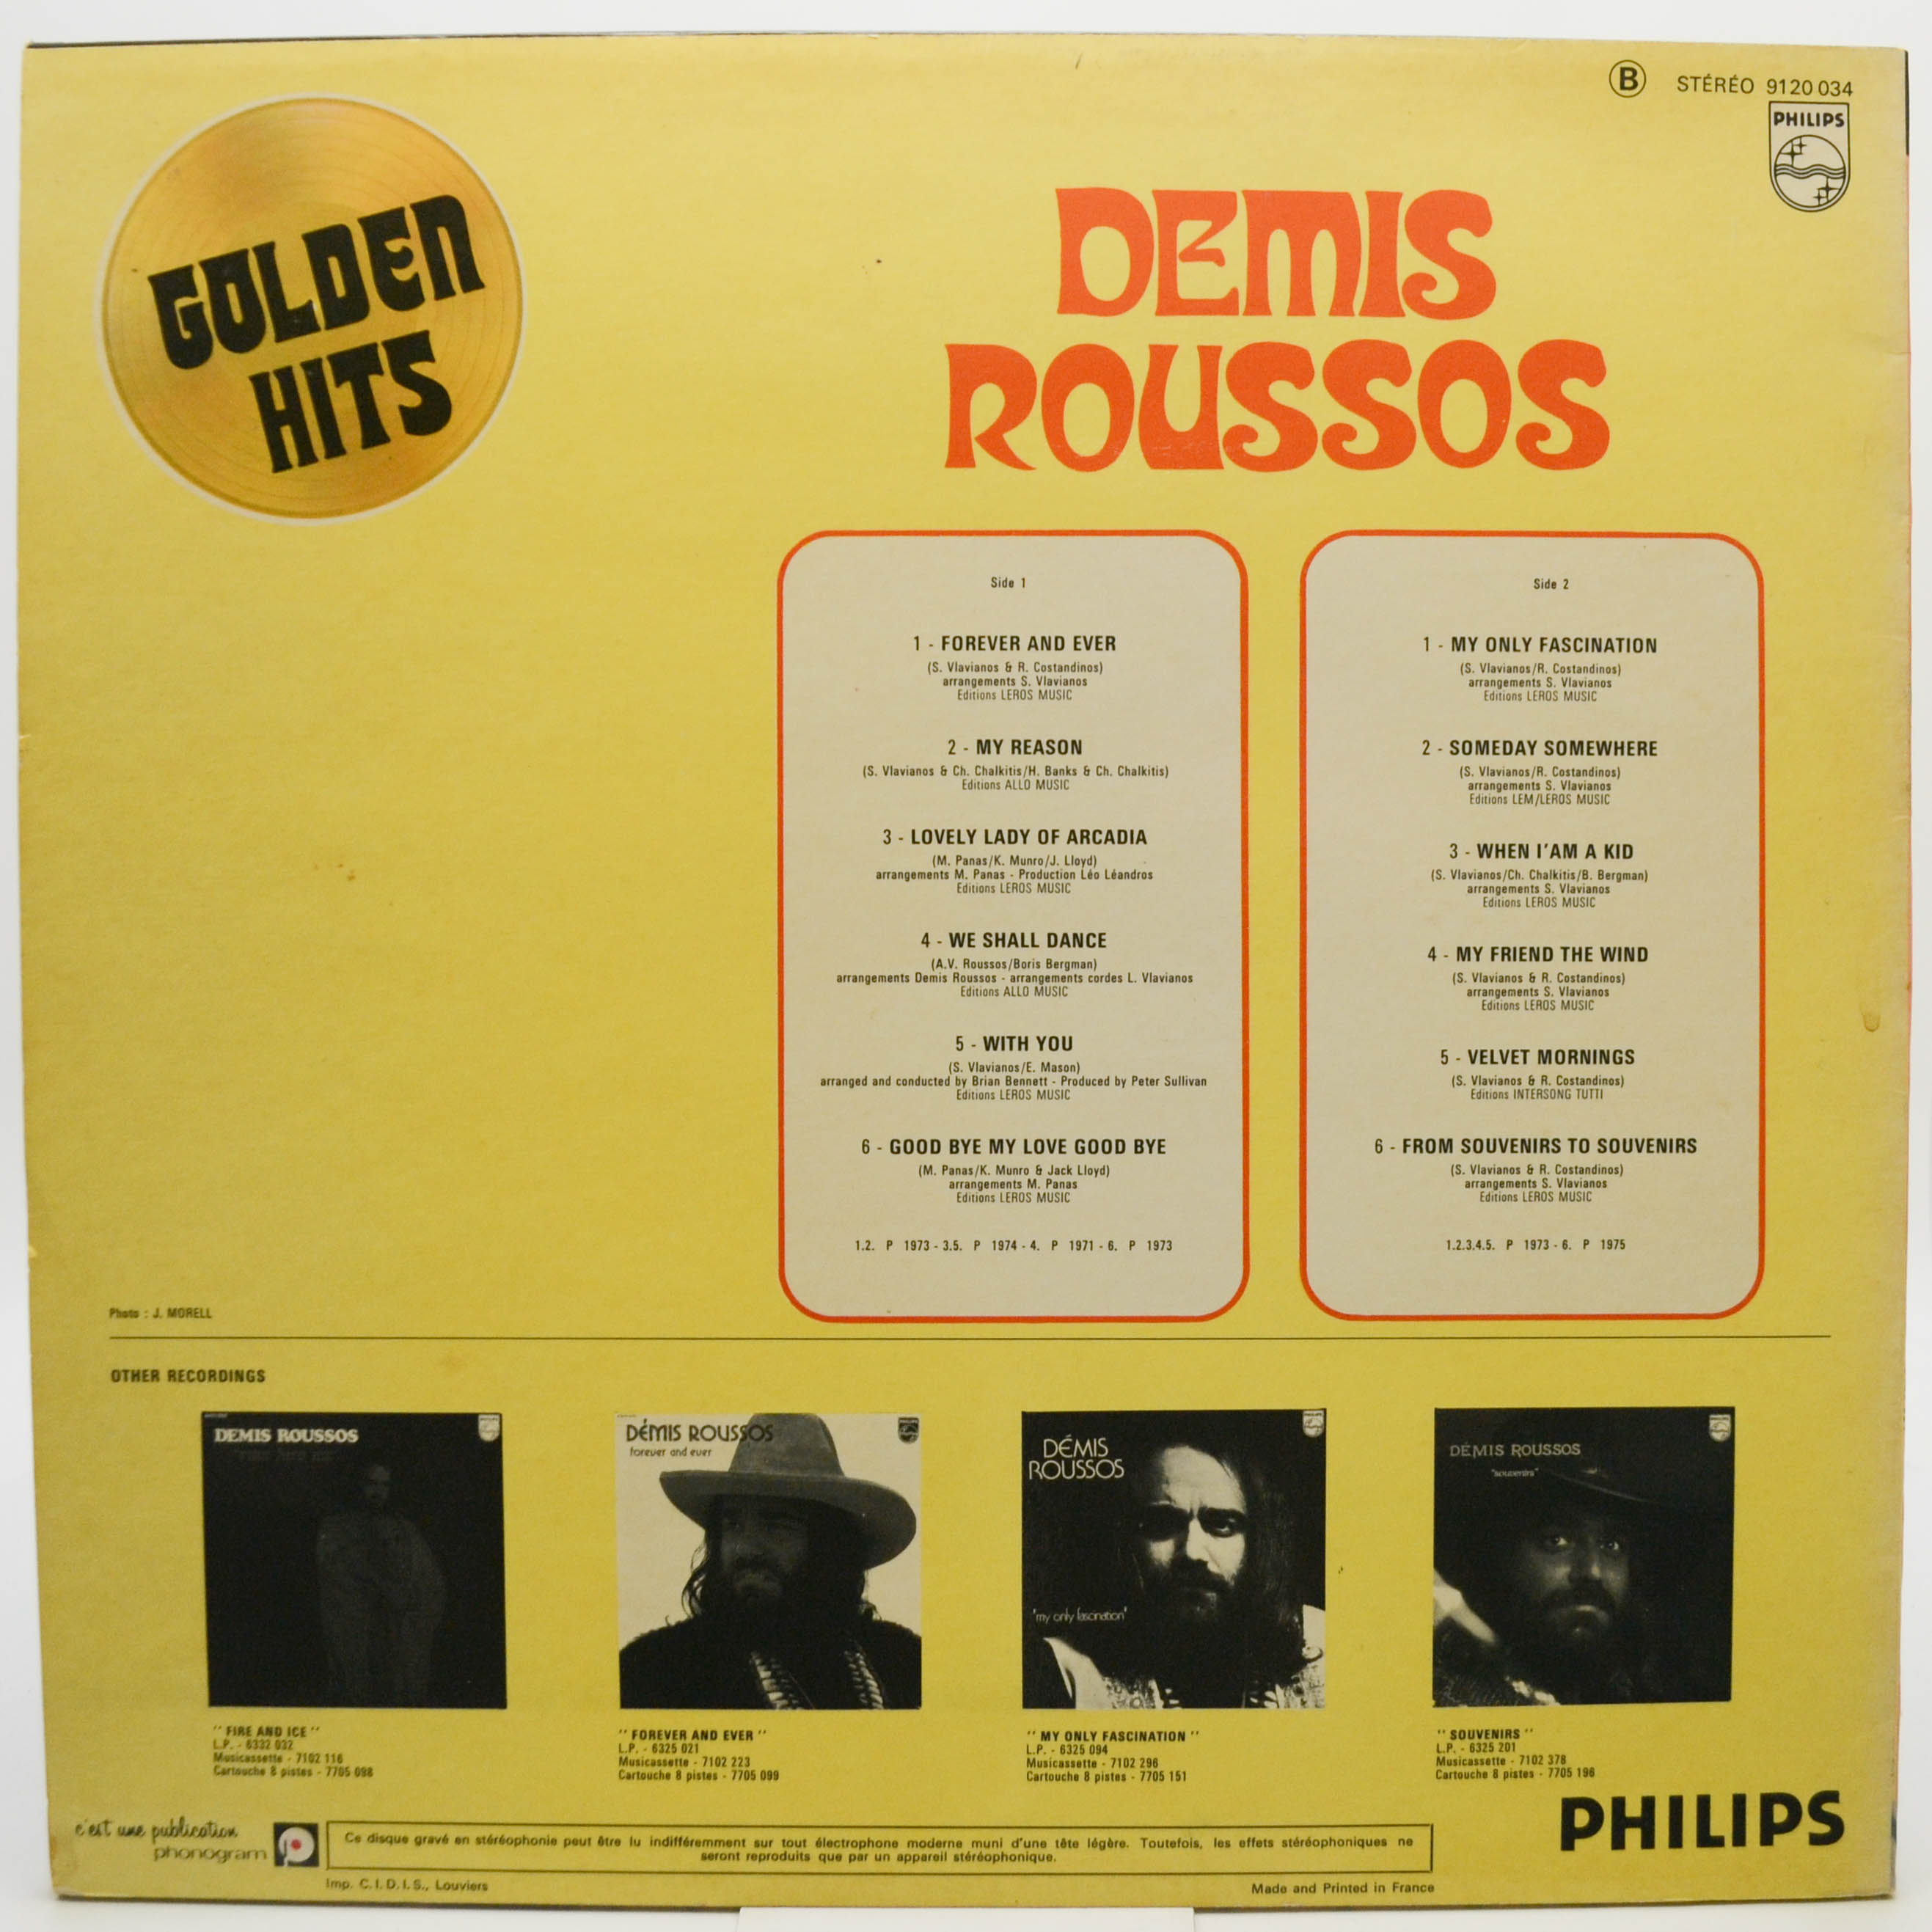 B STÉRÉO 9120 034
PHILIPS
GOLDEN
HITS
DEMIS
ROUSSOS
Side 1
1 - FOREVER AND EVER
(S. Vlavianos & R. Costandinos)
arrangements S. Vlavianos
Editions LEROS MUSIC
2 - MY REASON
(S. Vlavianos & Ch. Chalkitis/H. Banks & Ch. Chalkitis)
Editions ALLO MUSIC
3 - LOVELY LADY OF ARCADIA
(M. Panas/K. Munro/J. Lloyd)
arrangements M. Panas - Production Léo Léandros
Editions LEROS MUSIC
4 - WE SHALL DANCE
(A.V. Roussos/Boris Bergman)
arrangements Demis Roussos - arrangements cordes L. Vlavianos
Editions ALLO MUSIC
5 - WITH YOU
(S. Vlavianos/E. Mason)
arranged and conducted by Brian Bennett - Produced by Peter Sullivan
Editions LEROS MUSIC
6 - GOOD BYE MY LOVE GOOD BYE
(M. Panas/K. Munro & Jack Lloyd)
arrangements M. Panas
Editions LEROS MUSIC
1.2. P 1973 - 3.5. P 1974 - 4. P 1971 - 6. P 1973
Side 2
1 - MY ONLY FASCINATION
(S. Vlavianos/R. Costandinos)
arrangements S. Vlavianos
Editions LEROS MUSIC
2 - SOMEDAY SOMEWHERE
(S. Vlavianos/R. Costandinos)
arrangements S. Vlavianos
Editions LEM/LEROS MUSIC
3 - WHEN I'AM A KID
(S. Vlavianos/Ch. Chalkitis/B. Bergman)
arrangements S. Vlavianos
Editions LEROS MUSIC
4 - MY FRIEND THE WIND
(S. Vlavianos & R. Costandinos)
arrangements S. Vlavianos
Editions LEROS MUSIC
5 - VELVET MORNINGS
(S. Vlavianos & R. Costandinos)
Editions INTERSONG TUTTI
6 - FROM SOUVENIRS TO SOUVENIRS
(S. Vlavianos & R. Costandinos)
arrangements S. Vlavianos
Editions LEROS MUSIC
1.2.3.4.5. P 1973 - 6. P 1975
Photo : J. MORELL
OTHER RECORDINGS
DEMIS ROUSSOS
DÉMIS ROUSSOS
forever and ever
DÉMIS
ROUSSOS
"my only fascination"
DÉMIS ROUSSOS
"souvenirs"
'' FIRE AND ICE ''
L.P. - 6332 032
Musicassette - 7102 116
Cartouche 8 pistes - 7705 098
'' FOREVER AND EVER ''
L.P. - 6325 021
Musicassette - 7102 223
Cartouche 8 pistes - 7705 099
'' MY ONLY FASCINATION ''
L.P. - 6325 094
Musicassette - 7102 296
Cartouche 8 pistes - 7705 151
'' SOUVENIRS ''
L.P. - 6325 201
Musicassette - 7102 378
Cartouche 8 pistes - 7705 196
c'est une publication
phonogram
Ce disque gravé en stéréophonie peut être lu indifféremment sur tout électrophone moderne muni d'une tête légère. Toutefois, les effets stéréophoniques ne
seront reproduits que par un appareil stéréophonique.
PHILIPS
Imp. C.I.D.I.S., Louviers
Made and Printed in France